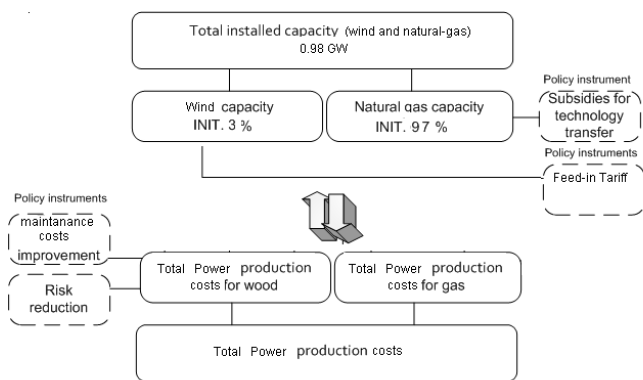 Total installed capacity (wind and natural-gas)
0.98 GW
Policy instrument
Wind capacity
INIT. 3 %
Natural gas capacity
INIT. 97 %
Subsidies for
technology
transfer
Policy instruments
Feed-in Tariff
Policy instruments
maintanance
costs
improvement
Risk
reduction
Total Power production
costs for wood
Total Power production
costs for gas
Total Power production costs